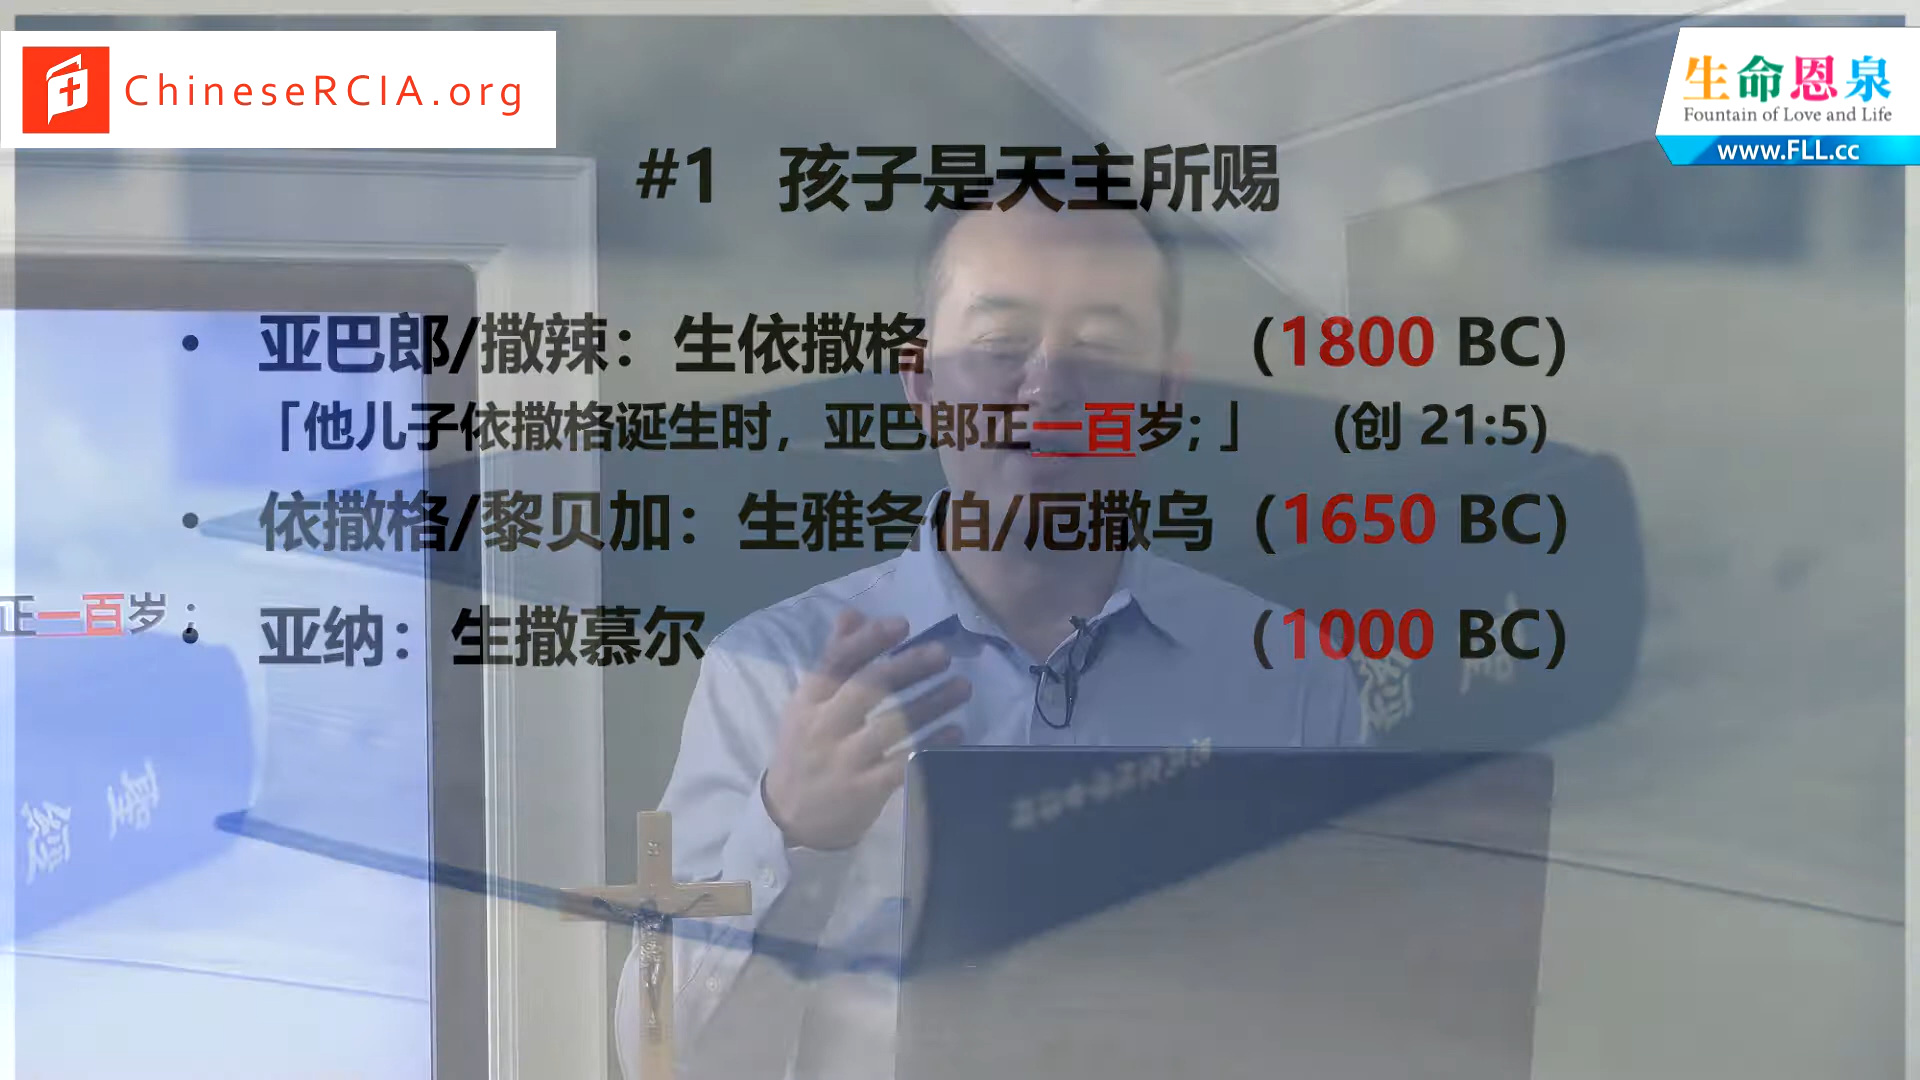 ChineseRCIA.org
生命恩泉
Fountain of Love and Life
www.FLL.cc
#1 孩子是天主所赐
• 亚巴郎/撒辣：生依撒格 (1800 BC)
「他儿子依撒格诞生时，亚巴郎正一百岁;」 (创 21:5)
• 依撒格/黎贝加：生雅各伯/厄撒乌 (1650 BC)
正一百岁；
• 亚纳：生撒慕尔 (1000 BC)
聖經
聖經